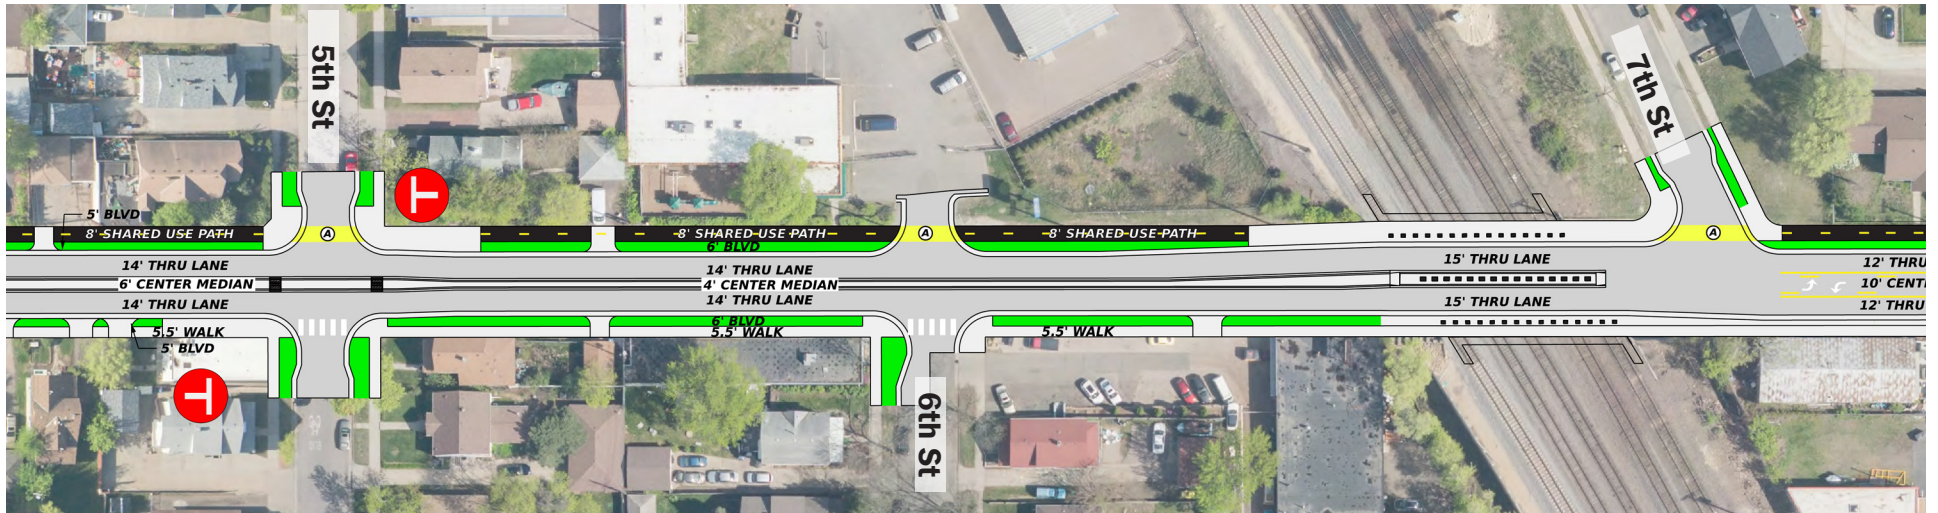 5th St
7th St
T
5' BLVD
8' SHARED USE PATH
A
8' SHARED USE PATH
A
8' SHARED USE PATH
A
6' BLVD
14' THRU LANE
14' THRU LANE
15' THRU LANE
12' THRU
6' CENTER MEDIAN
4' CENTER MEDIAN
10' CENT
14' THRU LANE
14' THRU LANE
15' THRU LANE
12' THRU
5.5' WALK
6' BLVD
5.5' WALK
5.5' WALK
5' BLVD
T
6th St